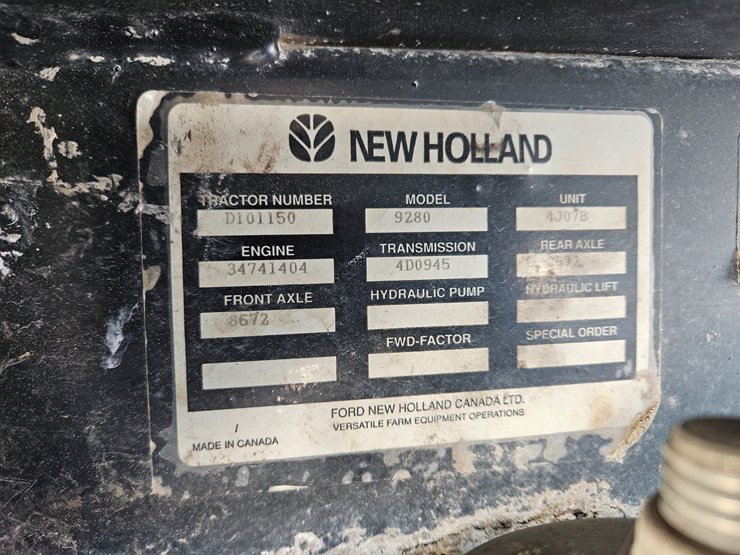 NEW HOLLAND
TRACTOR NUMBER MODEL UNIT
D101150 9280 4J07B
ENGINE TRANSMISSION REAR AXLE
34741404 4D0945
FRONT AXLE HYDRAULIC PUMP HYDRAULIC LIFT
8672
FWD-FACTOR SPECIAL ORDER
FORD NEW HOLLAND CANADA LTD.
VERSATILE FARM EQUIPMENT OPERATIONS
MADE IN CANADA